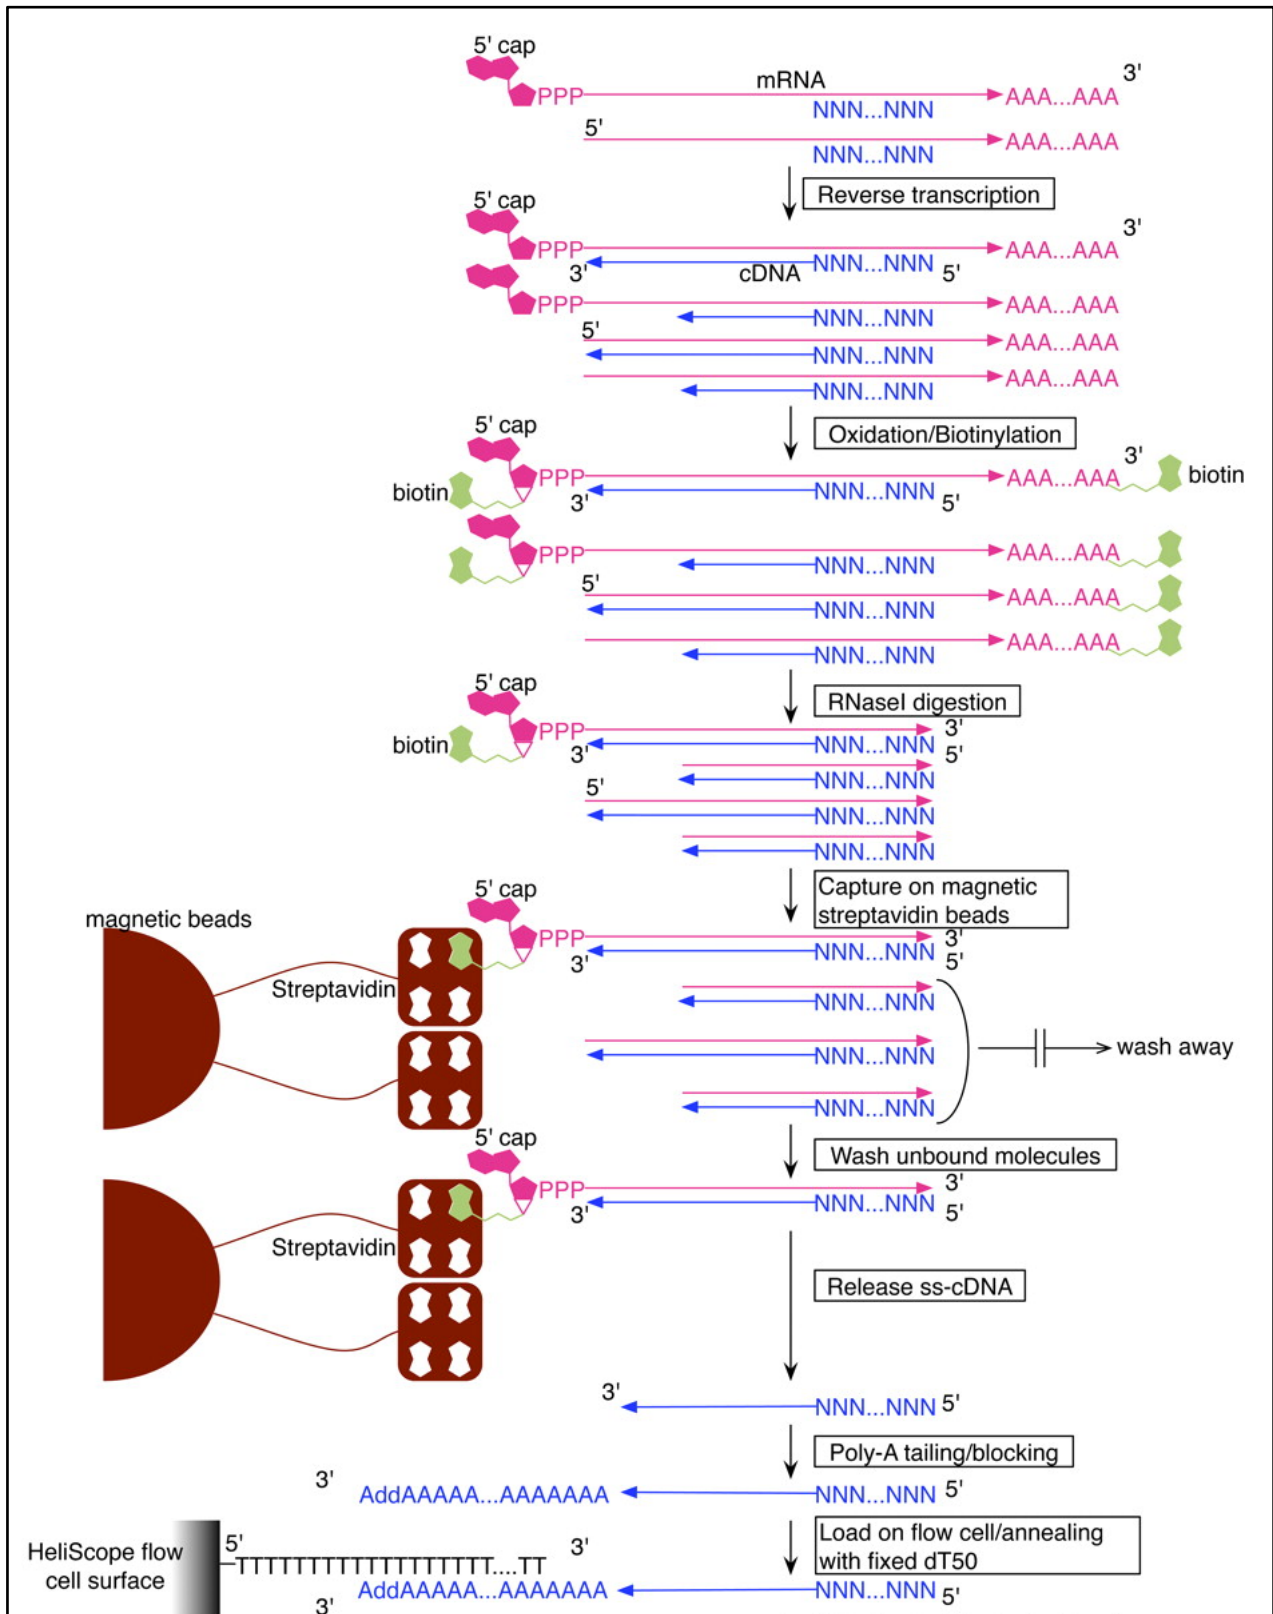 5' cap
3'
mRNA
PPP AAA...AAA
NNN...NNN
5'
AAA...AAA
NNN...NNN
Reverse transcription
5' cap
3'
PPP AAA...AAA
3' cDNA NNN...NNN 5'
PPP AAA...AAA
NNN...NNN
5'
AAA...AAA
NNN...NNN
AAA...AAA
NNN...NNN
Oxidation/Biotinylation
5' cap
3'
biotin PPP AAA...AAA biotin
3' NNN...NNN 5'
PPP AAA...AAA
NNN...NNN
5'
AAA...AAA
NNN...NNN
AAA...AAA
NNN...NNN
RNaseI digestion
5' cap
PPP 3'
biotin 3' NNN...NNN 5'
NNN...NNN
5'
NNN...NNN
NNN...NNN
Capture on magnetic
streptavidin beads
5' cap
magnetic beads
PPP 3'
3' NNN...NNN 5'
Streptavidin
NNN...NNN
wash away
NNN...NNN
NNN...NNN
Wash unbound molecules
5' cap
PPP 3'
3' NNN...NNN 5'
Streptavidin
Release ss-cDNA
3' NNN...NNN 5'
Poly-A tailing/blocking
3' AddAAAAA...AAAAAAA NNN...NNN 5'
Load on flow cell/annealing
with fixed dT50
HeliScope flow
cell surface
5' TTTTTTTTTTTTTTTTTT....TT 3'
3' AddAAAAA...AAAAAAA NNN...NNN 5'